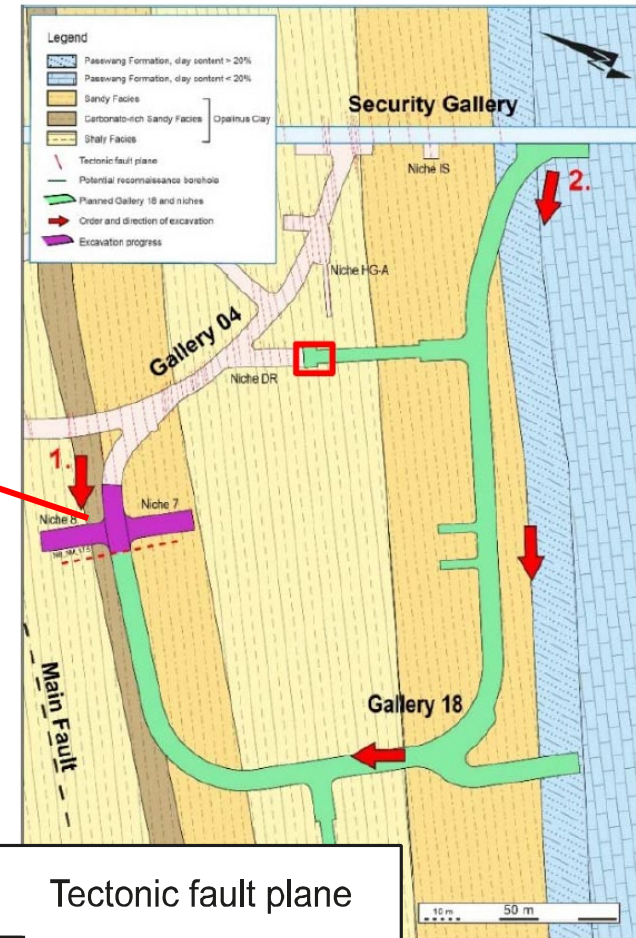 Legend
Passwang Formation, clay content > 20%
Passwang Formation, clay content < 20%
Sandy Facies
Carbonate-rich Sandy Facies
Opalinus Clay
Shaly Facies
Tectonic fault plane
Potential reconnaissance borehole
Planned Gallery 18 and niches
Order and direction of excavation
Excavation progress
Security Gallery
Niche IS
2.
Niche HG-A
Gallery 04
Niche DR
1.
Niche 7
Niche 8
Main Fault
Gallery 18
Tectonic fault plane
10 m
50 m